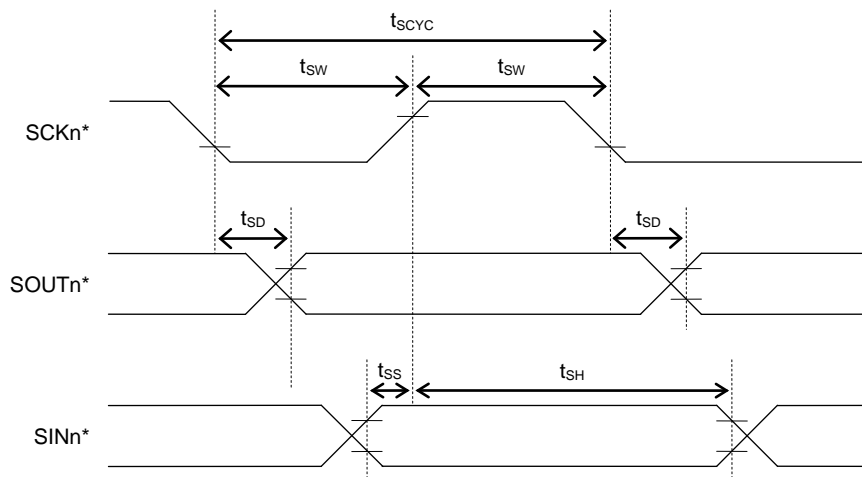 tSCYC
tSW tSW
SCKn*
tSD tSD
SOUTn*
tSS tSH
SINn*